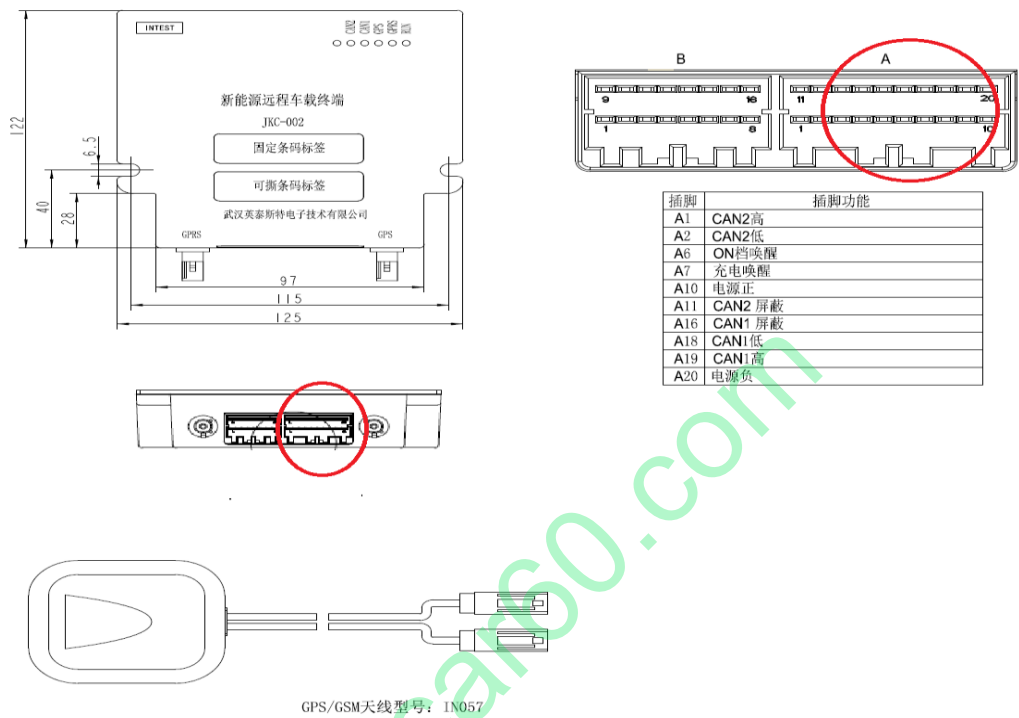 INTEST
CAN2
CAN1
GPS
GPRS
RUN
新能源远程车载终端
JKC-002
固定条码标签
可撕条码标签
武汉英泰斯特电子技术有限公司
GPRS
GPS
122
6.5
40
28
97
115
125
B
A
9
16
11
20
1
8
1
10
插脚 插脚功能
A1 CAN2高
A2 CAN2低
A6 ON档唤醒
A7 充电唤醒
A10 电源正
A11 CAN2 屏蔽
A16 CAN1 屏蔽
A18 CAN1低
A19 CAN1高
A20 电源负
GPS/GSM天线型号: IN057
car60.com